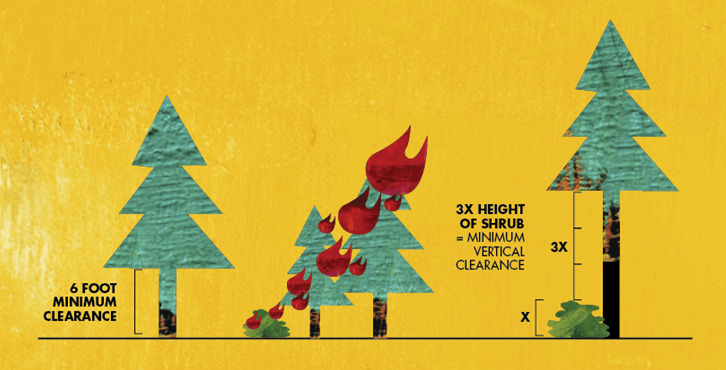 6 FOOT
MINIMUM
CLEARANCE
3X HEIGHT
OF SHRUB
= MINIMUM
VERTICAL
CLEARANCE
3X
X